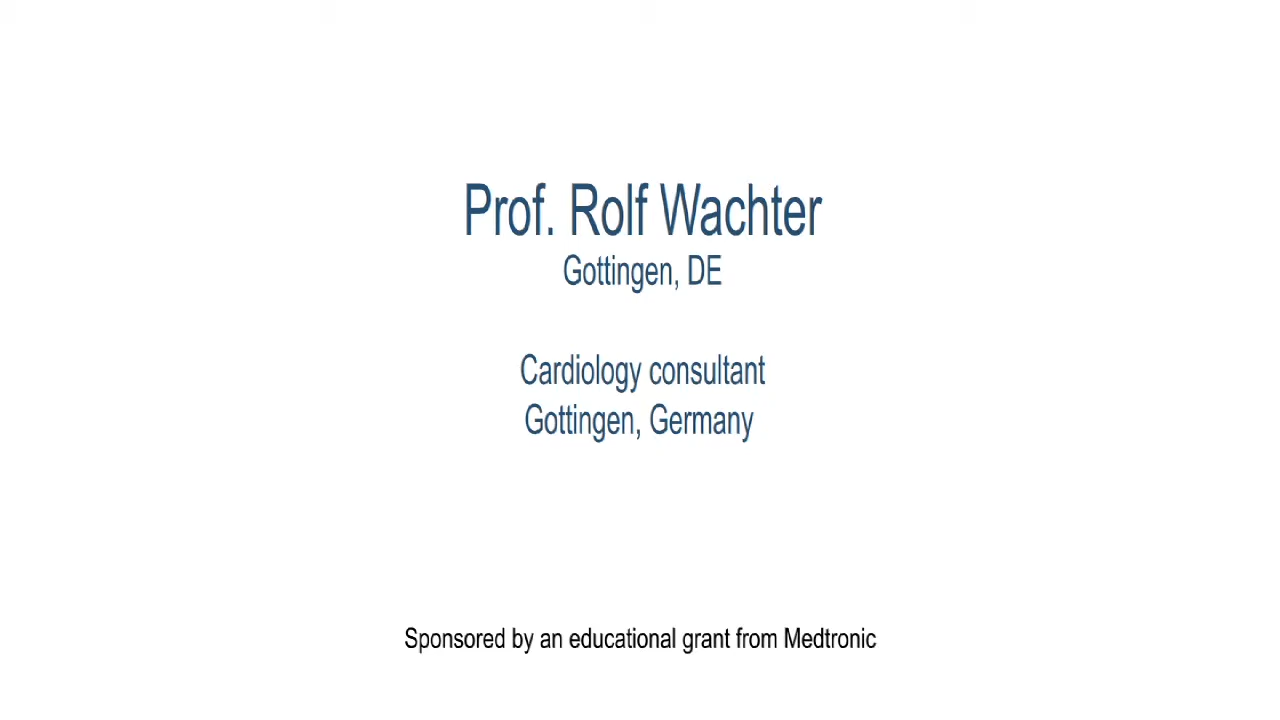 Prof. Rolf Wachter
Gottingen, DE
Cardiology consultant
Gottingen, Germany
Sponsored by an educational grant from Medtronic